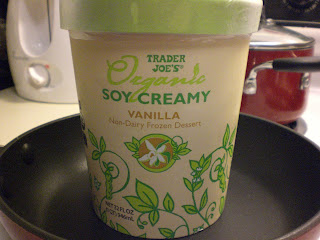 TRADER
JOE'S®
Organic
SOY CREAMY
VANILLA
Non-Dairy Frozen Dessert